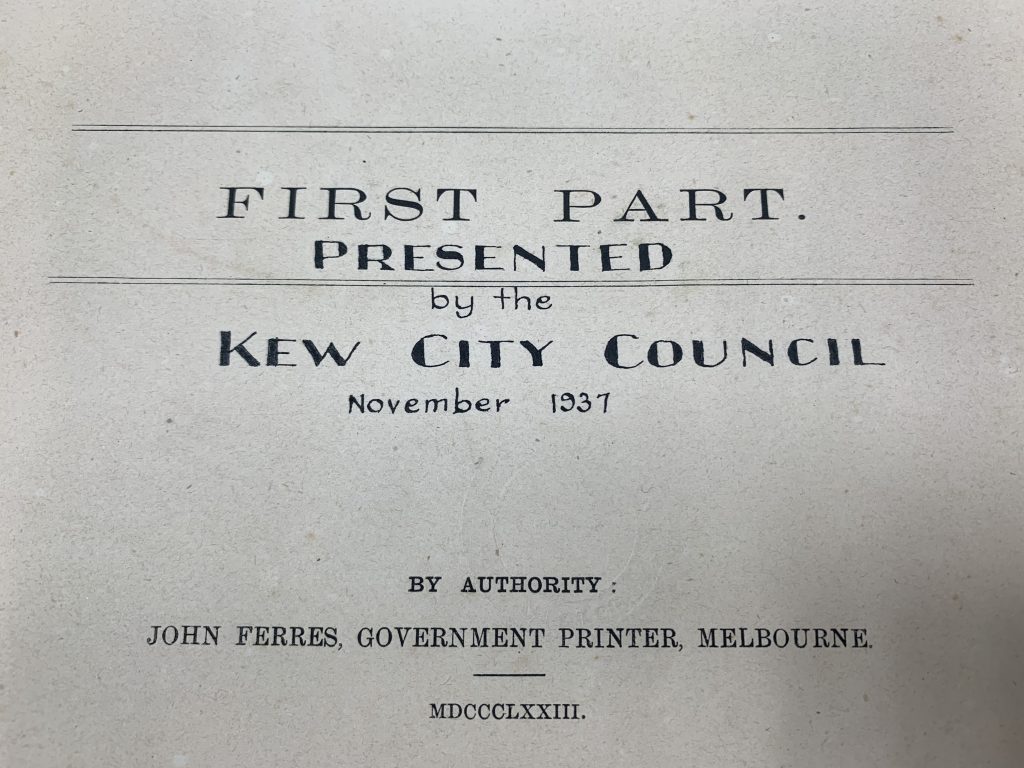 FIRST PART.
PRESENTED
by the
KEW CITY COUNCIL
November 1937
BY AUTHORITY :
JOHN FERRES, GOVERNMENT PRINTER, MELBOURNE.
MDCCCLXXIII.